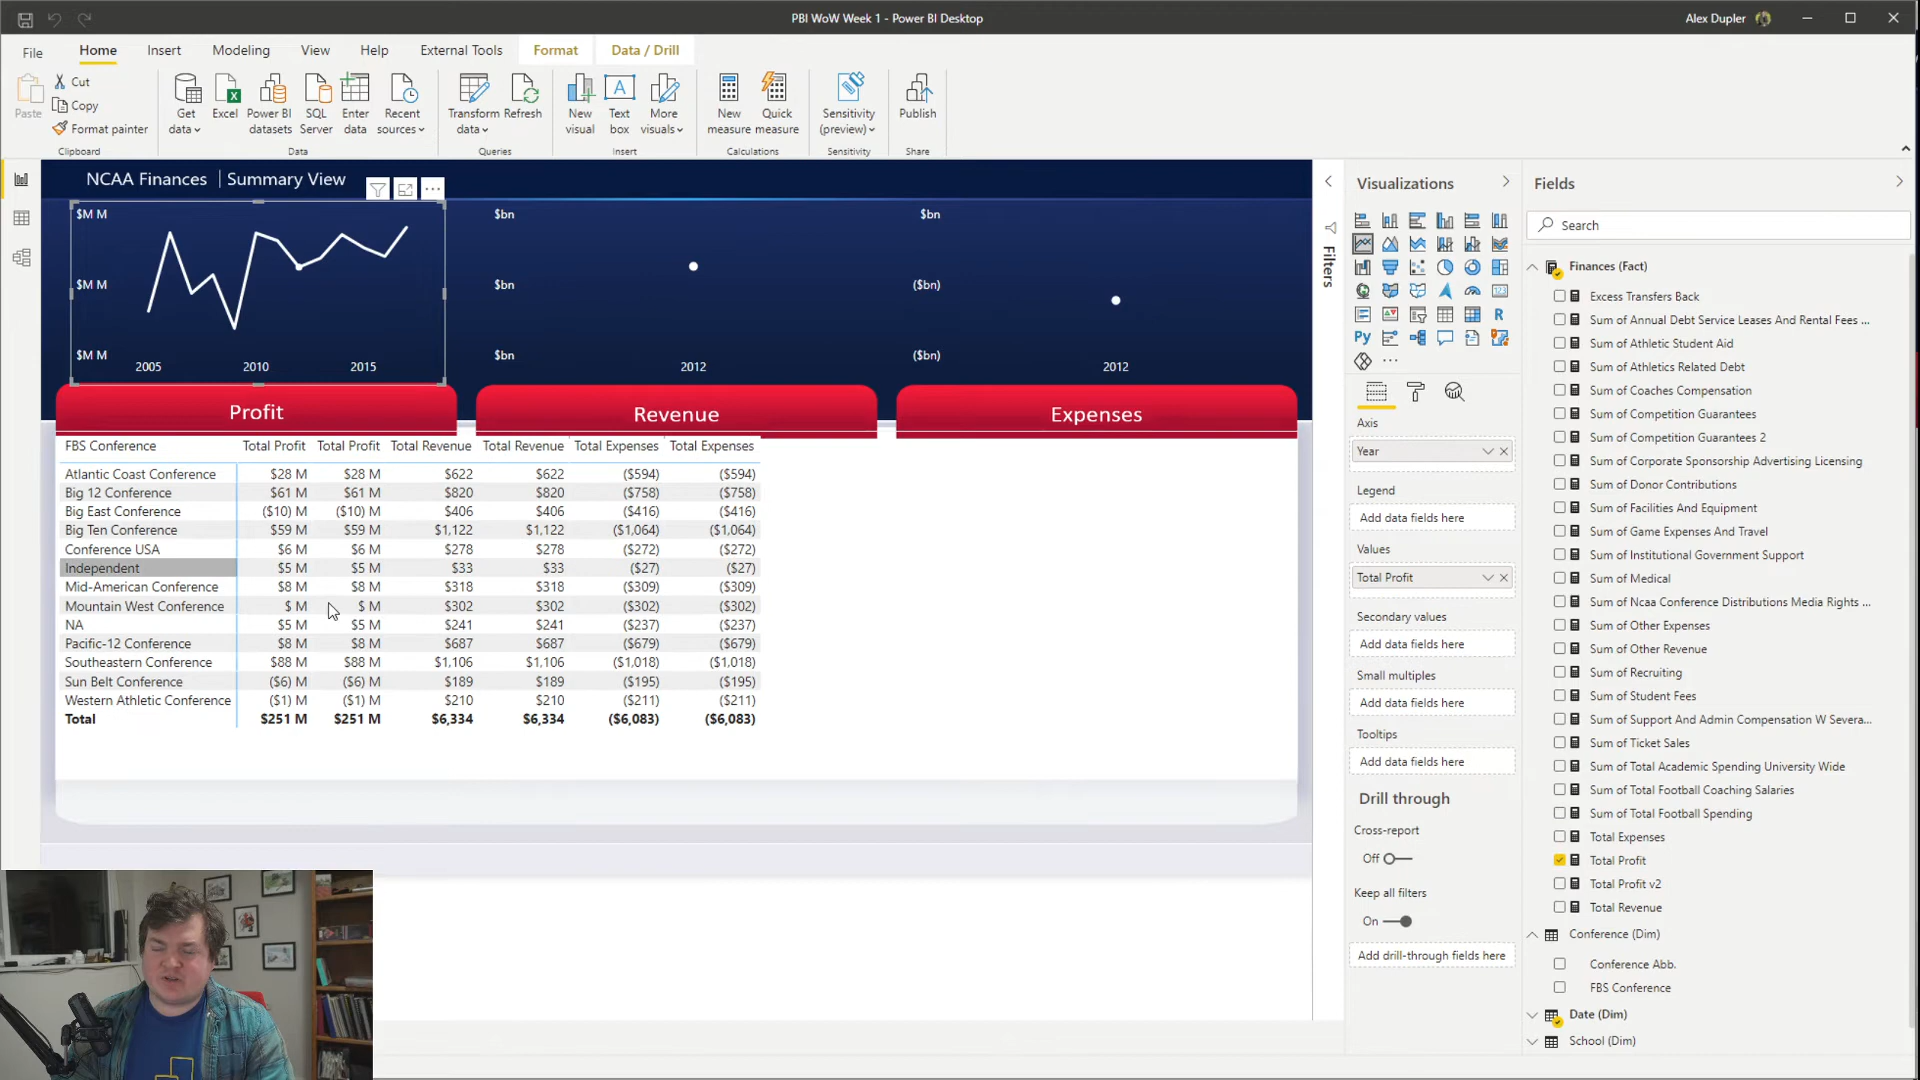 PBI WoW Week 1 - Power BI Desktop
Alex Dupler
File Home Insert Modeling View Help External Tools Format Data / Drill
Paste
Cut
Copy
Format painter
Clipboard
Get data
Excel
Power BI datasets
SQL Server
Enter data
Recent sources
Data
Transform data
Refresh
Queries
New visual
Text box
More visuals
Insert
New measure
Quick measure
Calculations
Sensitivity (preview)
Sensitivity
Publish
Share
NCAA Finances | Summary View
$M M
$M M
$M M
2005 2010 2015
$bn
$bn
$bn
2012
$bn
($bn)
($bn)
2012
Profit
Revenue
Expenses
FBS Conference Total Profit Total Profit Total Revenue Total Revenue Total Expenses Total Expenses
Atlantic Coast Conference $28 M $28 M $622 $622 ($594) ($594)
Big 12 Conference $61 M $61 M $820 $820 ($758) ($758)
Big East Conference ($10) M ($10) M $406 $406 ($416) ($416)
Big Ten Conference $59 M $59 M $1,122 $1,122 ($1,064) ($1,064)
Conference USA $6 M $6 M $278 $278 ($272) ($272)
Independent $5 M $5 M $33 $33 ($27) ($27)
Mid-American Conference $8 M $8 M $318 $318 ($309) ($309)
Mountain West Conference $ M $ M $302 $302 ($302) ($302)
NA $5 M $5 M $241 $241 ($237) ($237)
Pacific-12 Conference $8 M $8 M $687 $687 ($679) ($679)
Southeastern Conference $88 M $88 M $1,106 $1,106 ($1,018) ($1,018)
Sun Belt Conference ($6) M ($6) M $189 $189 ($195) ($195)
Western Athletic Conference ($1) M ($1) M $210 $210 ($211) ($211)
Total $251 M $251 M $6,334 $6,334 ($6,083) ($6,083)
Filters
Visualizations
R
Py
Axis
Year
Legend
Add data fields here
Values
Total Profit
Secondary values
Add data fields here
Small multiples
Add data fields here
Tooltips
Add data fields here
Drill through
Cross-report
Off
Keep all filters
On
Add drill-through fields here
Fields
Search
Finances (Fact)
Excess Transfers Back
Sum of Annual Debt Service Leases And Rental Fees ...
Sum of Athletic Student Aid
Sum of Athletics Related Debt
Sum of Coaches Compensation
Sum of Competition Guarantees
Sum of Competition Guarantees 2
Sum of Corporate Sponsorship Advertising Licensing
Sum of Donor Contributions
Sum of Facilities And Equipment
Sum of Game Expenses And Travel
Sum of Institutional Government Support
Sum of Medical
Sum of Ncaa Conference Distributions Media Rights ...
Sum of Other Expenses
Sum of Other Revenue
Sum of Recruiting
Sum of Student Fees
Sum of Support And Admin Compensation W Severa...
Sum of Ticket Sales
Sum of Total Academic Spending University Wide
Sum of Total Football Coaching Salaries
Sum of Total Football Spending
Total Expenses
Total Profit
Total Profit v2
Total Revenue
Conference (Dim)
Conference Abb.
FBS Conference
Date (Dim)
School (Dim)